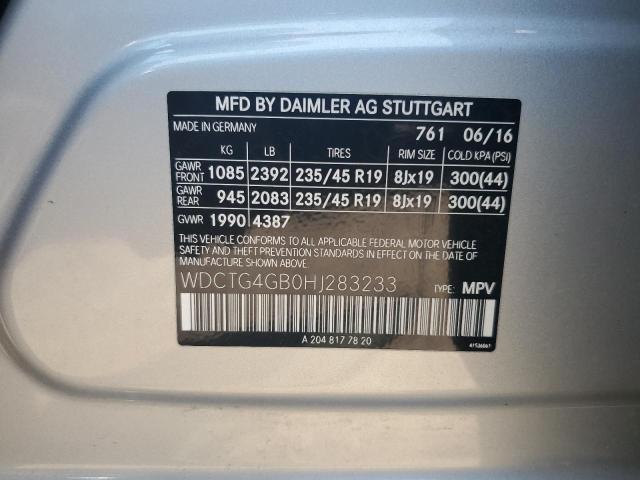 MFD BY DAIMLER AG STUTTGART
MADE IN GERMANY 761 06/16
KG LB TIRES RIM SIZE COLD KPA(PSI)
GAWR FRONT 1085 2392 235/45 R19 8Jx19 300(44)
GAWR REAR 945 2083 235/45 R19 8Jx19 300(44)
GVWR 1990 4387
THIS VEHICLE CONFORMS TO ALL APPLICABLE FEDERAL MOTOR VEHICLE
SAFETY AND THEFT PREVENTION STANDARDS IN EFFECT ON THE DATE OF
MANUFACTURE SHOWN ABOVE.
WDCTG4GB0HJ283233 TYPE: MPV
A 204 817 78 20